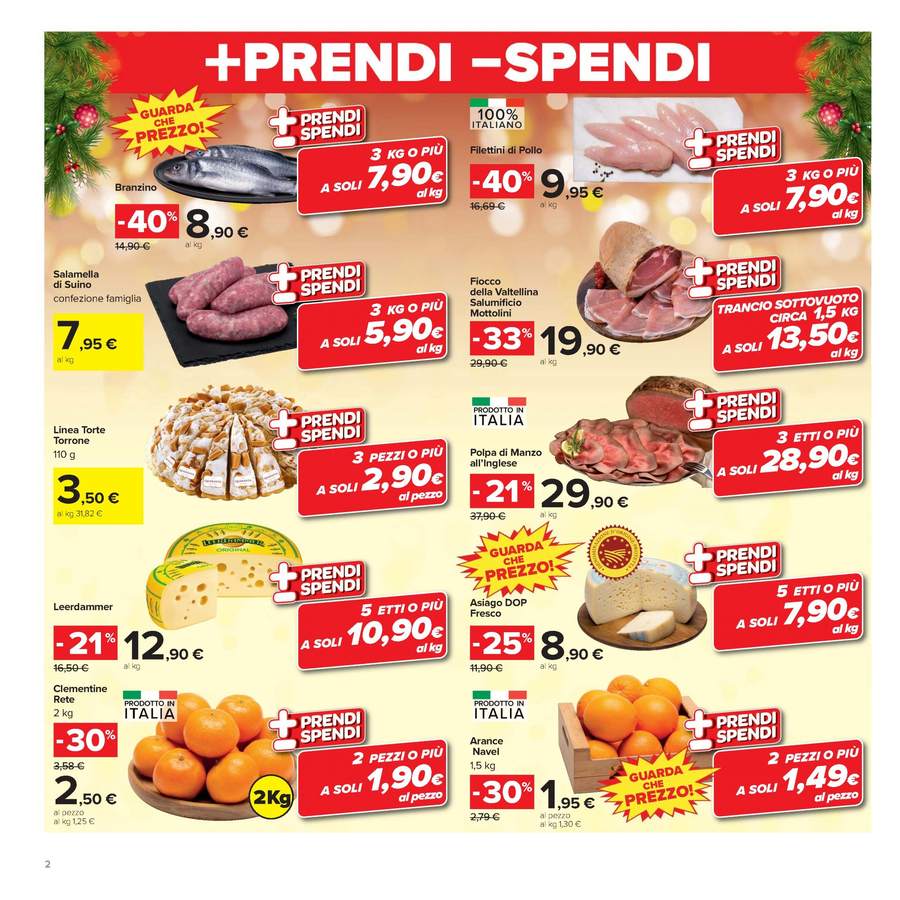 +PRENDI –SPENDI
GUARDA
CHE
PREZZO!
+PRENDI
–SPENDI
3 KG O PIÙ
A SOLI 7,90€
al kg
Branzino
-40%
14,90 €
8,90 €
al kg
100%
ITALIANO
Filettini di Pollo
-40%
16,69 €
9,95 €
al kg
+PRENDI
–SPENDI
3 KG O PIÙ
A SOLI 7,90€
al kg
Salamella
di Suino
confezione famiglia
7,95 €
al kg
+PRENDI
–SPENDI
3 KG O PIÙ
A SOLI 5,90€
al kg
Fiocco
della Valtellina
Salumificio
Mottolini
-33%
29,90 €
19,90 €
al kg
+PRENDI
–SPENDI
TRANCIO SOTTOVUOTO
CIRCA 1,5 KG
A SOLI 13,50€
al kg
Linea Torte
Torrone
110 g
3,50 €
al kg 31,82 €
+PRENDI
–SPENDI
3 PEZZI O PIÙ
A SOLI 2,90€
al pezzo
PRODOTTO IN
ITALIA
Polpa di Manzo
all'Inglese
-21%
37,90 €
29,90 €
al kg
+PRENDI
–SPENDI
3 ETTI O PIÙ
A SOLI 28,90€
al kg
LEERDAMMER
ORIGINAL
Leerdammer
-21%
16,50 €
12,90 €
al kg
+PRENDI
–SPENDI
5 ETTI O PIÙ
A SOLI 10,90€
al kg
GUARDA
CHE
PREZZO!
Asiago DOP
Fresco
-25%
11,90 €
8,90 €
al kg
+PRENDI
–SPENDI
5 ETTI O PIÙ
A SOLI 7,90€
al kg
Clementine
Rete
2 kg
-30%
3,58 €
2,50 €
al pezzo
al kg 1,25 €
PRODOTTO IN
ITALIA
2Kg
+PRENDI
–SPENDI
2 PEZZI O PIÙ
A SOLI 1,90€
al pezzo
PRODOTTO IN
ITALIA
Arance
Navel
1,5 kg
-30%
2,79 €
1,95 €
al pezzo
al kg 1,30 €
GUARDA
CHE
PREZZO!
+PRENDI
–SPENDI
2 PEZZI O PIÙ
A SOLI 1,49€
al pezzo
2